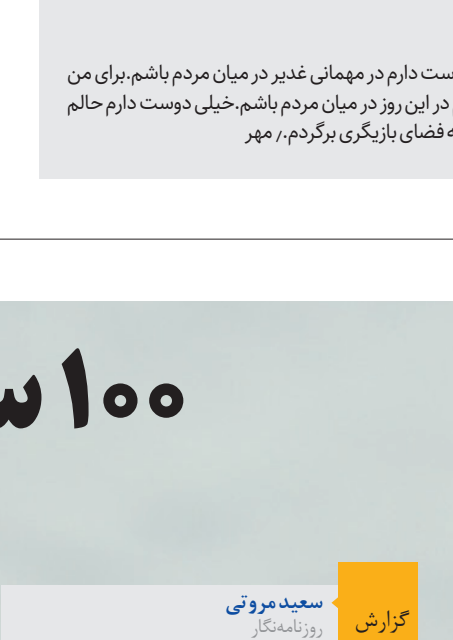 دارم در مهمانی غدیر در میان مردم باشم.برای من
در این روز در میان مردم باشم.خیلی دوست دارم حالم
فضای بازیگری برگردم./ مهر
۱۰۰
گزارش
سعید مروتی
روزنامه‌نگار